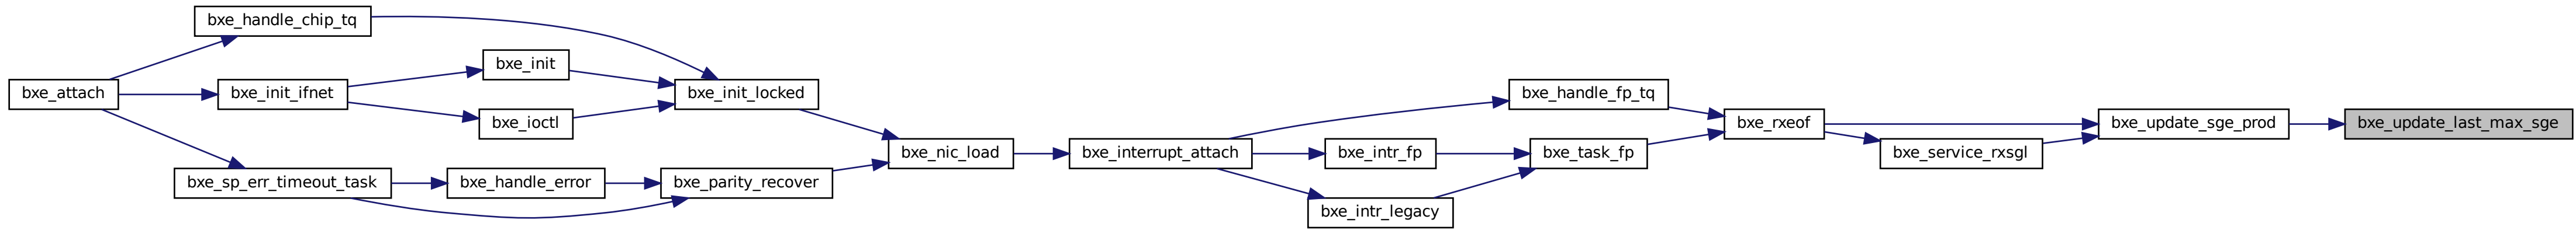 bxe_handle_chip_tq
bxe_init
bxe_attach
bxe_init_ifnet
bxe_init_locked
bxe_ioctl
bxe_sp_err_timeout_task
bxe_handle_error
bxe_parity_recover
bxe_nic_load
bxe_interrupt_attach
bxe_handle_fp_tq
bxe_intr_fp
bxe_task_fp
bxe_intr_legacy
bxe_rxeof
bxe_service_rxsgl
bxe_update_sge_prod
bxe_update_last_max_sge